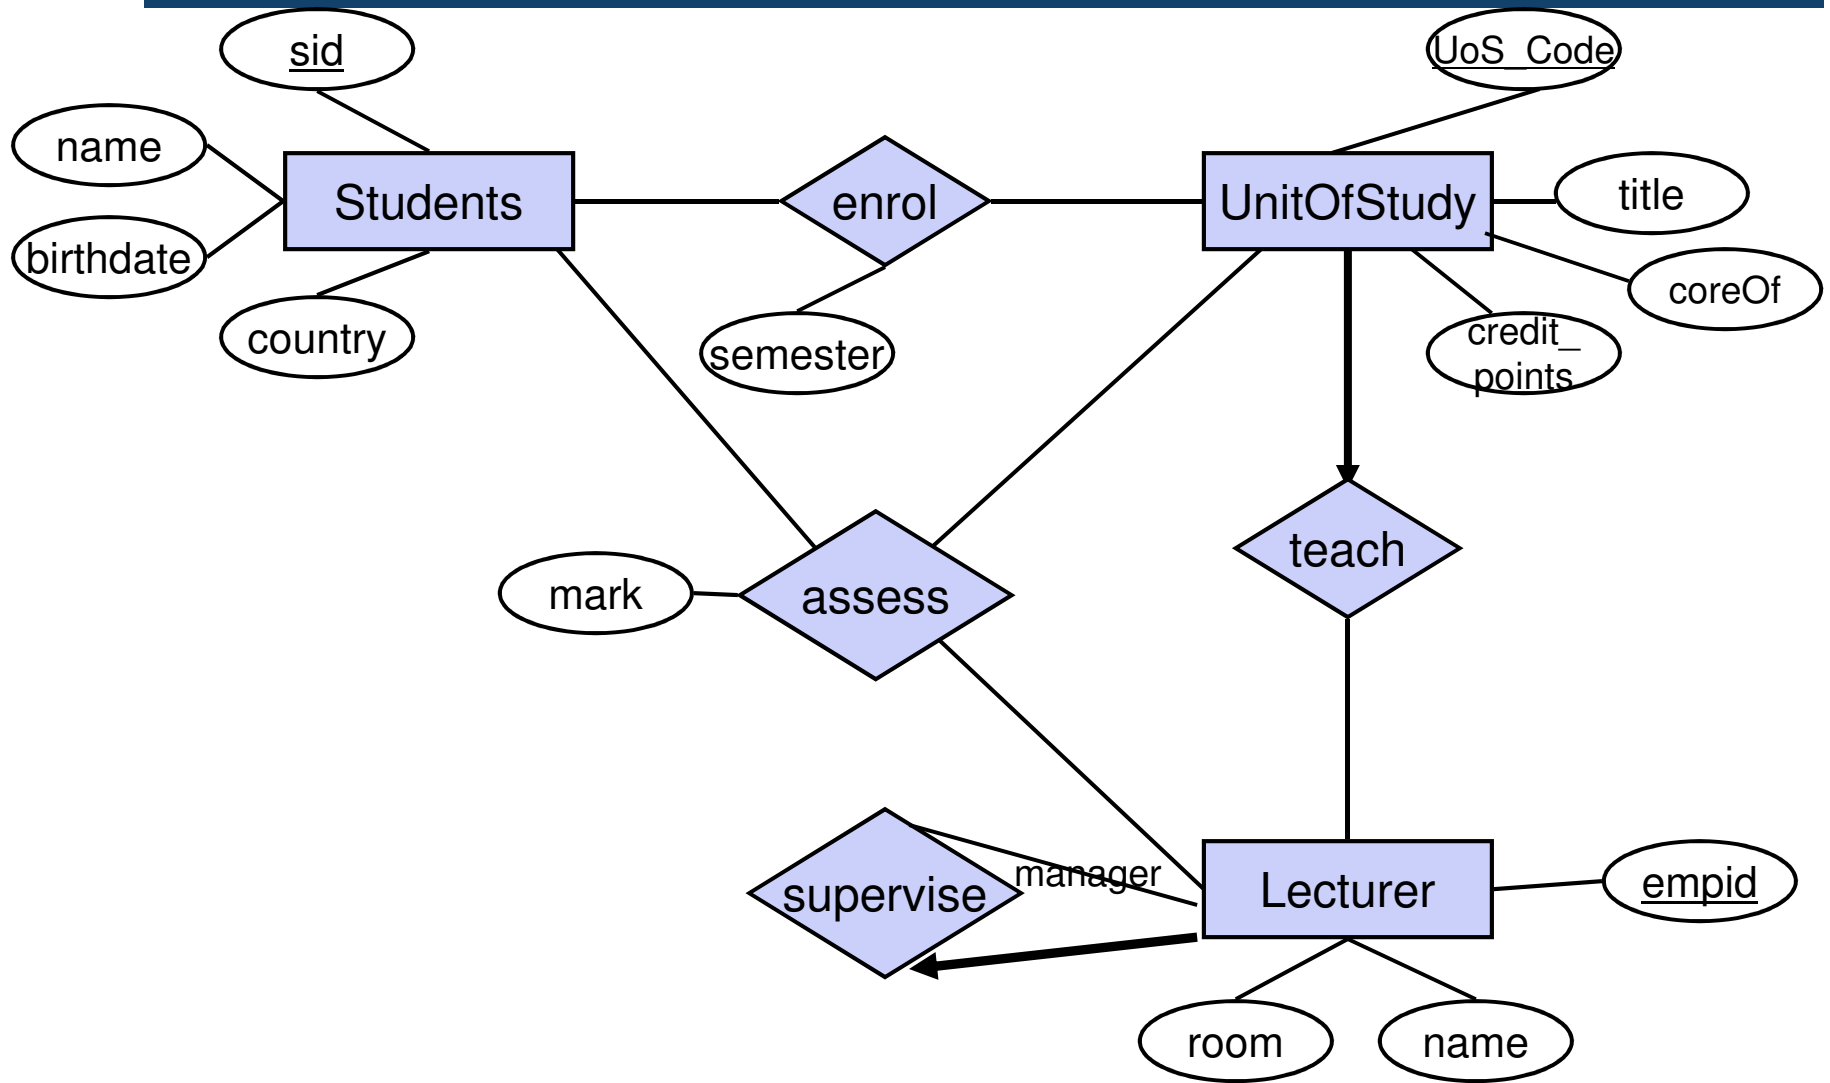 sid
UoS_Code
name
Students
enrol
UnitOfStudy
title
birthdate
coreOf
country
semester
credit_
points
teach
mark
assess
manager
supervise
Lecturer
empid
room
name